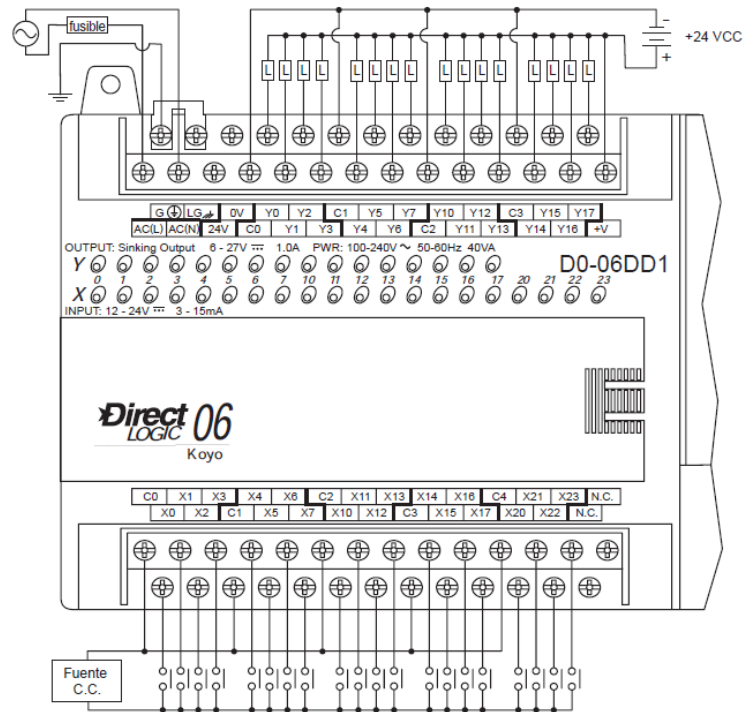 fusible
+24 VCC
-
+
L L L L L L L L L L L L L L L L
G LG 0V Y0 Y2 C1 Y5 Y7 Y10 Y12 C3 Y15 Y17
AC(L) AC(N) 24V C0 Y1 Y3 Y4 Y6 C2 Y11 Y13 Y14 Y16 +V
OUTPUT: Sinking Output 6 - 27V 1.0A PWR: 100-240V ~ 50-60Hz 40VA
Y D0-06DD1
0 1 2 3 4 5 6 7 10 11 12 13 14 15 16 17 20 21 22 23
X
INPUT: 12 - 24V 3 - 15mA
Direct
LOGIC 06
Koyo
C0 X1 X3 X4 X6 C2 X11 X13 X14 X16 C4 X21 X23 N.C.
X0 X2 C1 X5 X7 X10 X12 C3 X15 X17 X20 X22 N.C.
Fuente
C.C.